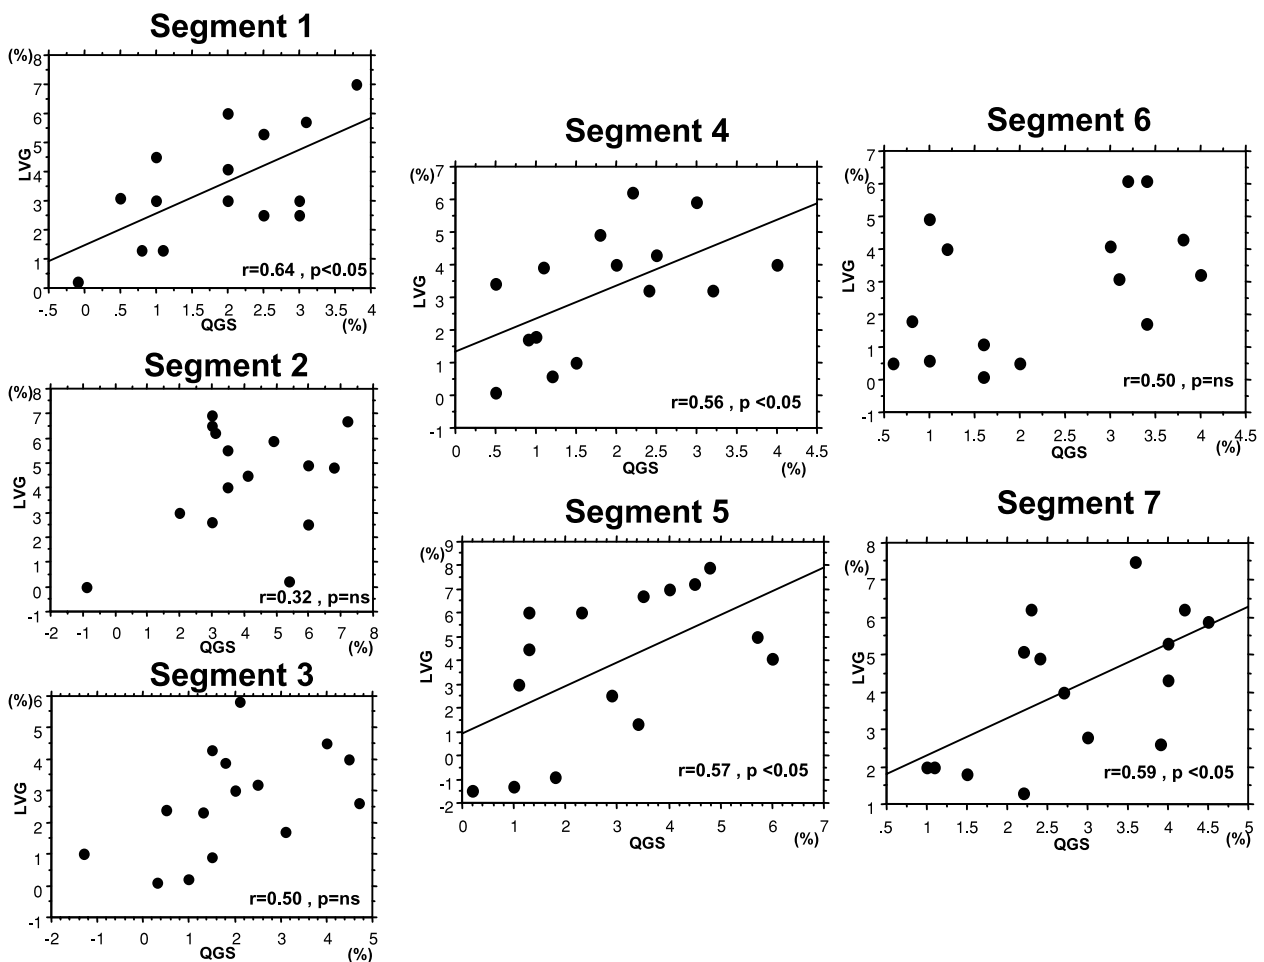 Segment 1
(%)
8
7
6
5
4
3
2
1
0
LVG
r=0.64 , p<0.05
-.5 0 .5 1 1.5 2 2.5 3 3.5 4
QGS (%)
Segment 2
(%)
8
7
6
5
4
3
2
1
0
-1
LVG
r=0.32 , p=ns
-2 -1 0 1 2 3 4 5 6 7 8
QGS (%)
Segment 3
(%)
6
5
4
3
2
1
0
-1
LVG
r=0.50 , p=ns
-2 -1 0 1 2 3 4 5
QGS (%)
Segment 4
(%)
7
6
5
4
3
2
1
0
-1
LVG
r=0.56 , p <0.05
0 .5 1 1.5 2 2.5 3 3.5 4 4.5
QGS (%)
Segment 5
(%)
9
8
7
6
5
4
3
2
1
0
-1
-2
LVG
r=0.57 , p <0.05
0 1 2 3 4 5 6 7
QGS (%)
Segment 6
(%)
7
6
5
4
3
2
1
0
-1
LVG
r=0.50 , p=ns
.5 1 1.5 2 2.5 3 3.5 4 4.5
QGS (%)
Segment 7
(%)
8
7
6
5
4
3
2
1
LVG
r=0.59 , p <0.05
.5 1 1.5 2 2.5 3 3.5 4 4.5 5
QGS (%)